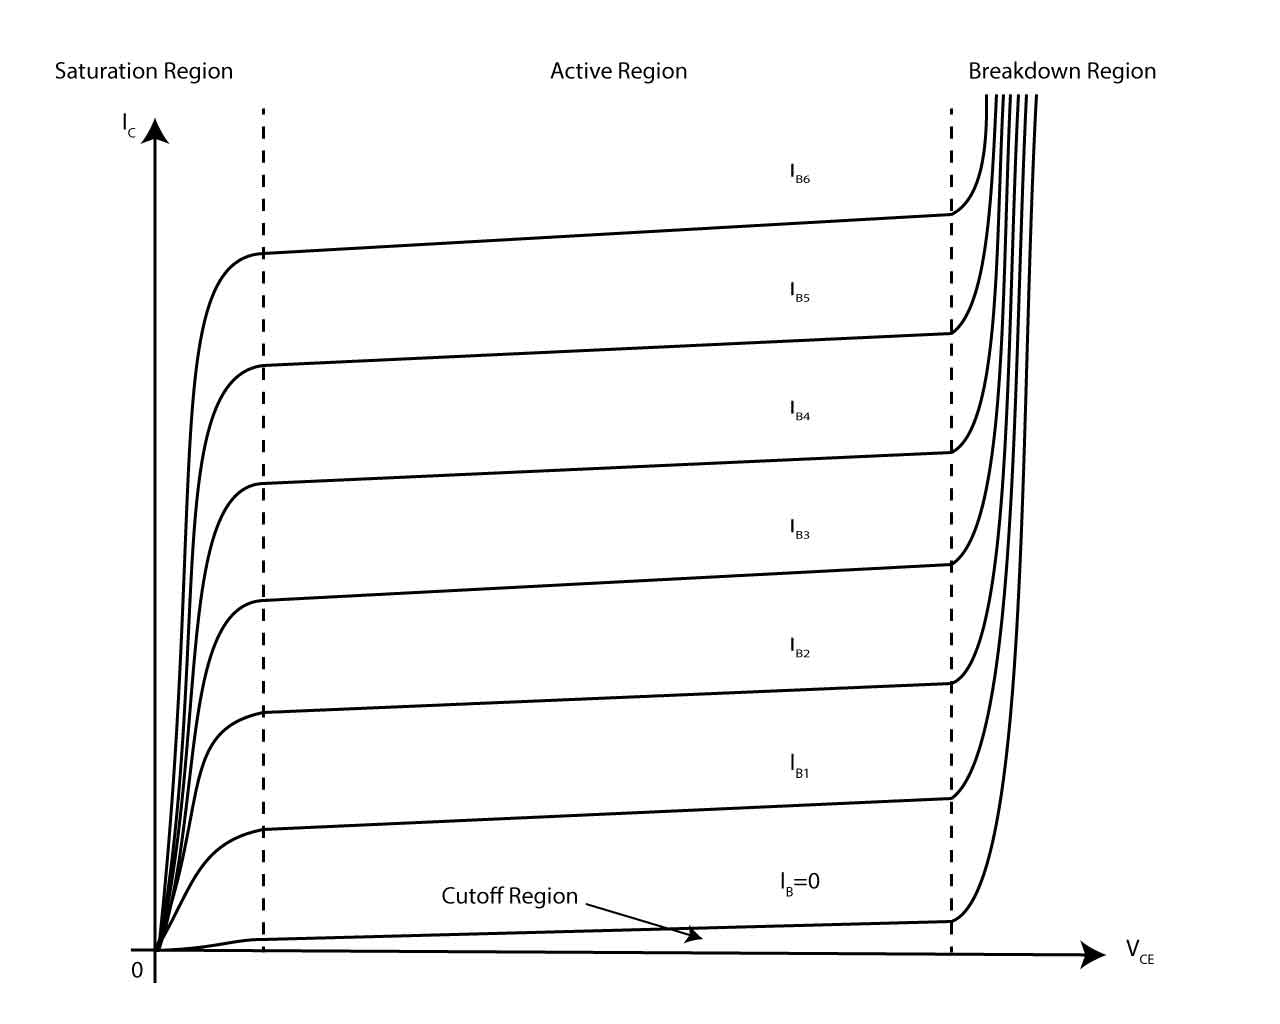 Saturation Region
Active Region
Breakdown Region
IC
IB6
IB5
IB4
IB3
IB2
IB1
IB=0
Cutoff Region
VCE
0